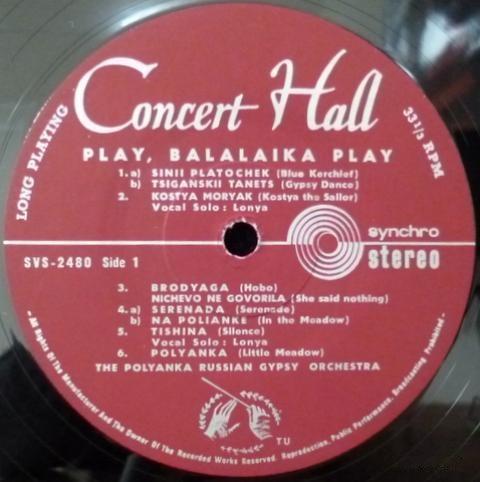 Concert Hall
LONG PLAYING
33 1/3 RPM
PLAY, BALALAIKA PLAY
1. a) SINII PLATOCHEK (Blue Kerchief)
b) TSIGANSKII TANETS (Gypsy Dance)
2. KOSTYA MORYAK (Kostya the Sailor)
Vocal Solo : Lonya
synchro
stereo
SVS-2480 Side 1
3. BRODYAGA (Hobo)
NICHEVO NE GOVORILA (She said nothing)
4. a) SERENADA (Serenade)
b) NA POLIANKE (In the Meadow)
5. TISHINA (Silence)
Vocal Solo : Lonya
6. POLYANKA (Little Meadow)
THE POLYANKA RUSSIAN GYPSY ORCHESTRA
TU
- All Rights Of The Manufacturer And The Owner Of The Recorded Works Reserved. Reproduction, Public Performance, Broadcasting Prohibited -